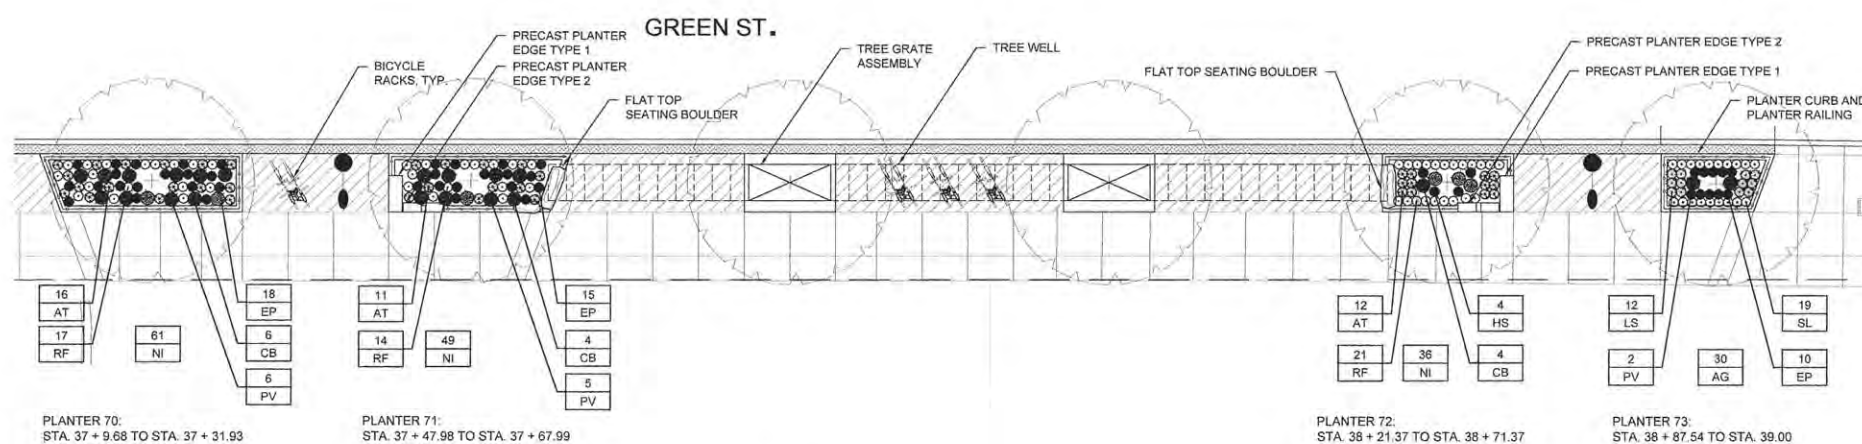 GREEN ST.
PRECAST PLANTER
EDGE TYPE 1
BICYCLE
RACKS, TYP.
PRECAST PLANTER
EDGE TYPE 2
FLAT TOP
SEATING BOULDER
TREE GRATE
ASSEMBLY
TREE WELL
FLAT TOP SEATING BOULDER
PRECAST PLANTER EDGE TYPE 2
PRECAST PLANTER EDGE TYPE 1
PLANTER CURB AND
PLANTER RAILING
16
AT
17
RF
61
NI
18
EP
6
CB
6
PV
PLANTER 70:
STA. 37 + 9.68 TO STA. 37 + 31.93
11
AT
14
RF
49
NI
15
EP
4
CB
5
PV
PLANTER 71:
STA. 37 + 47.98 TO STA. 37 + 67.99
12
AT
21
RF
36
NI
4
HS
4
CB
PLANTER 72:
STA. 38 + 21.37 TO STA. 38 + 71.37
12
LS
2
PV
30
AG
19
SL
10
EP
PLANTER 73:
STA. 38 + 87.54 TO STA. 39.00